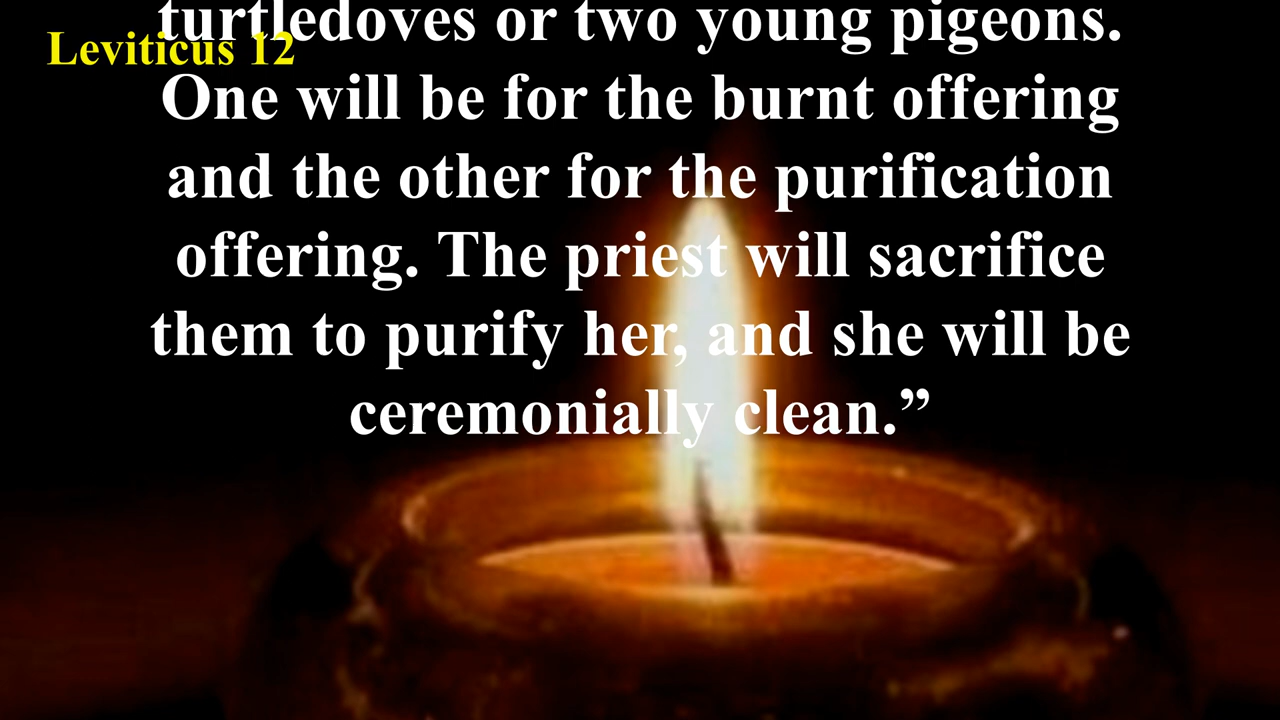 turtledoves or two young pigeons.
Leviticus 12
One will be for the burnt offering
and the other for the purification
offering. The priest will sacrifice
them to purify her, and she will be
ceremonially clean.”